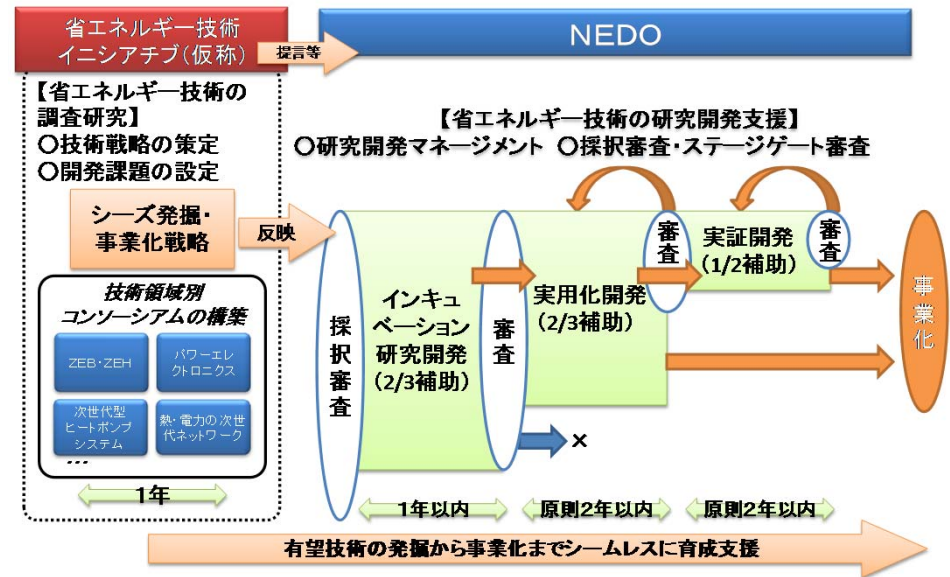 省エネルギー技術
イニシアチブ(仮称)
提言等
NEDO
【省エネルギー技術の
調査研究】
〇技術戦略の策定
〇開発課題の設定
【省エネルギー技術の研究開発支援】
〇研究開発マネージメント 〇採択審査・ステージゲート審査
シーズ発掘・
事業化戦略
反映
技術領域別
コンソーシアムの構築
ZEB・ZEH
パワーエレ
クトロニクス
次世代型
ヒートポンプ
システム
熱・電力の次世
代ネットワーク
...
1年
採択審査
インキュ
ベーション
研究開発
(2/3補助)
審査
実用化開発
(2/3補助)
審査
実証開発
(1/2補助)
審査
事業化
×
1年以内
原則2年以内
原則2年以内
有望技術の発掘から事業化までシームレスに育成支援